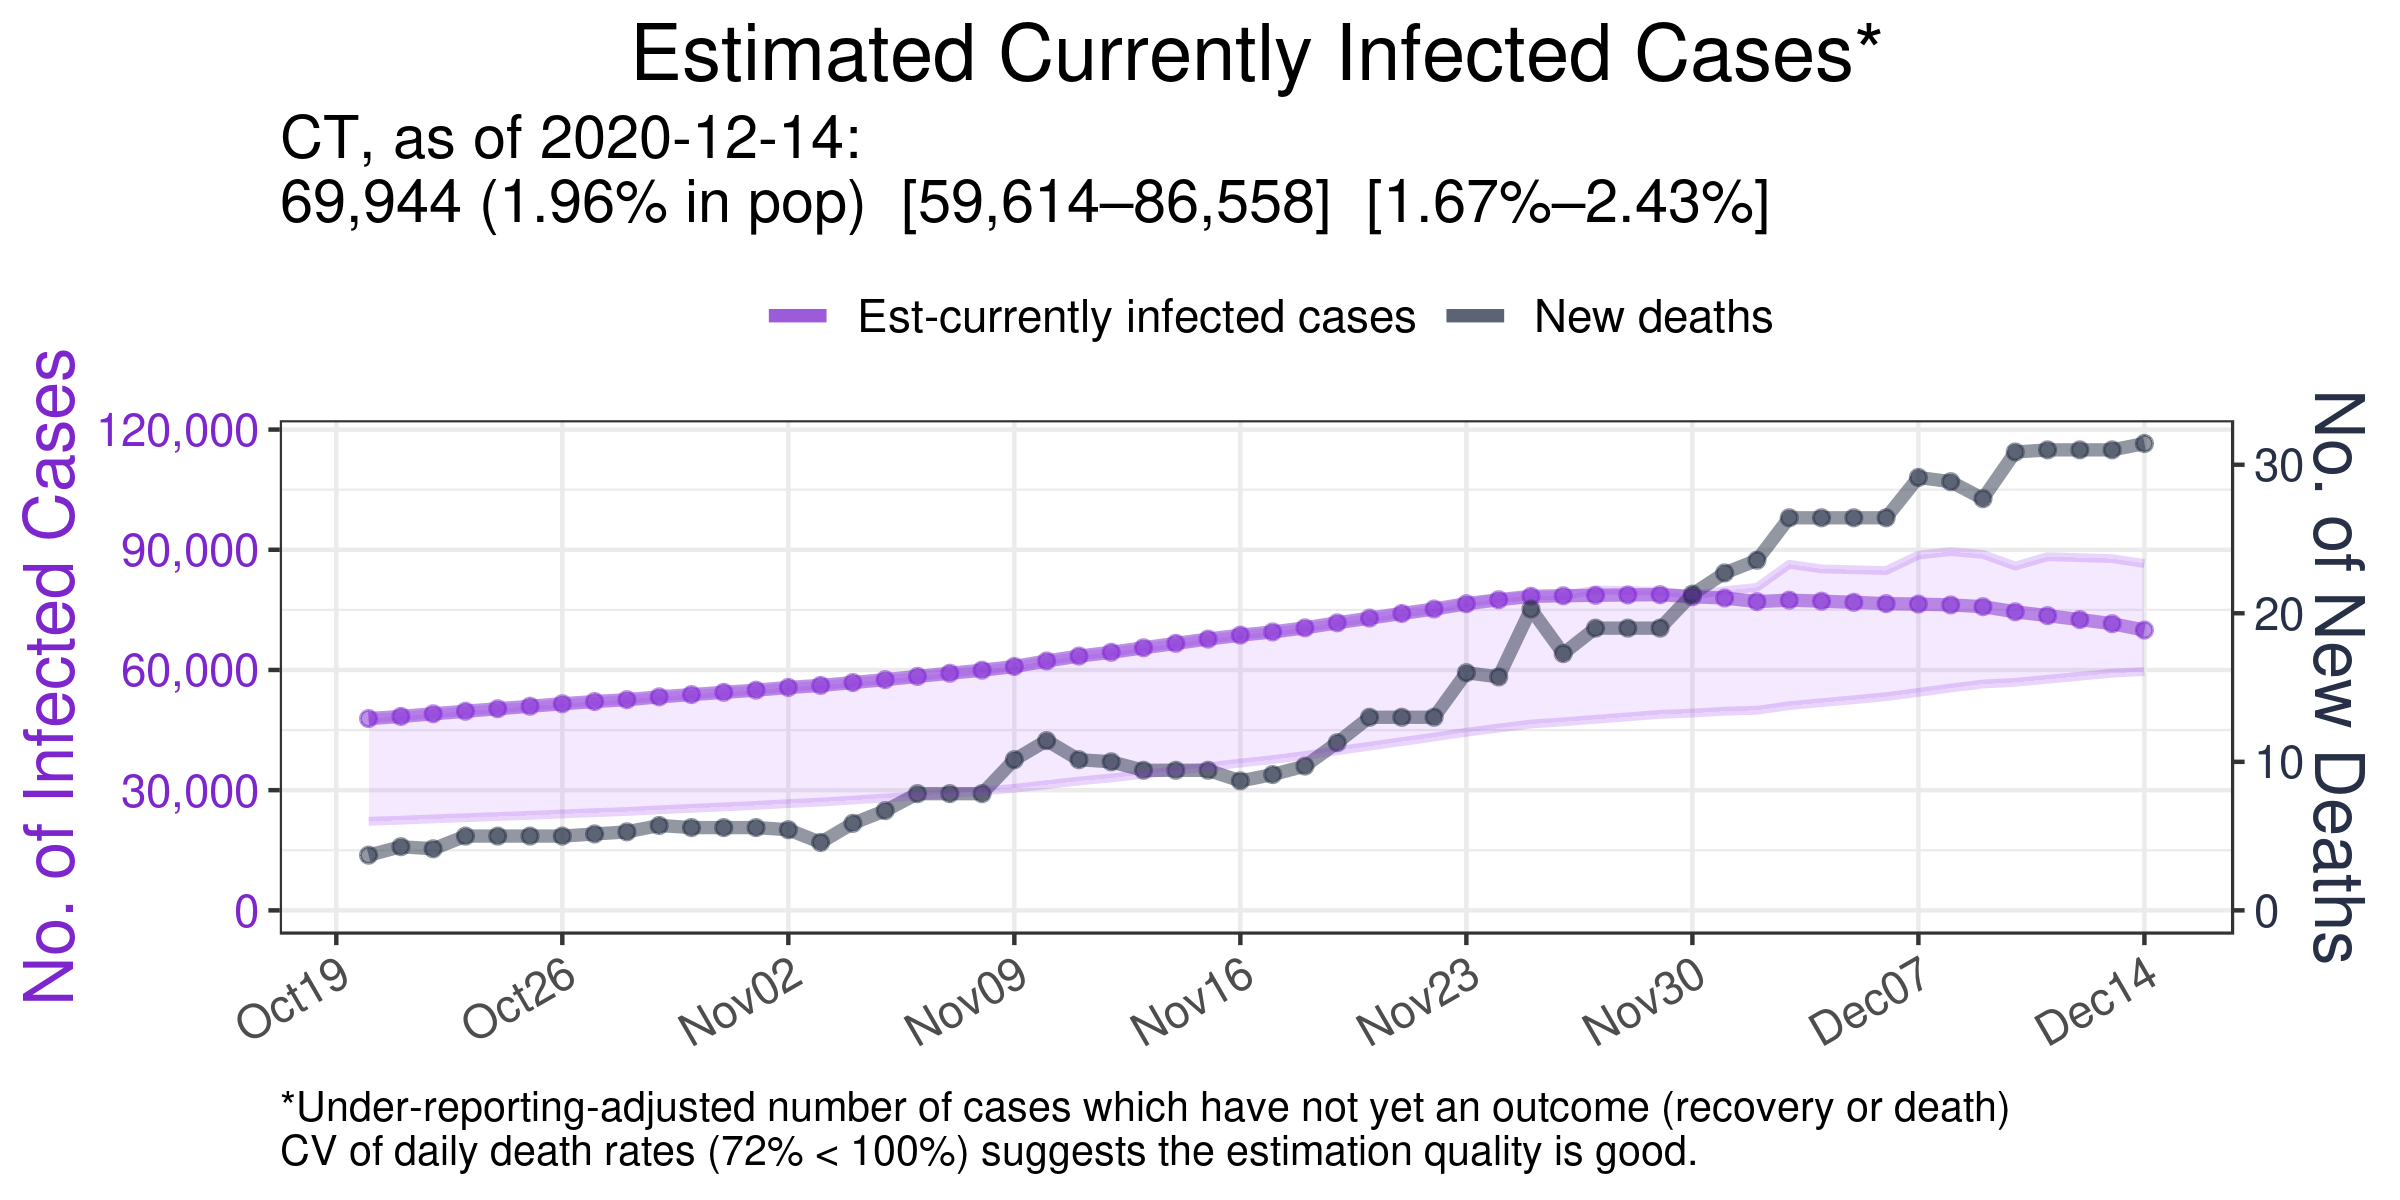 Estimated Currently Infected Cases*
CT, as of 2020-12-14:
69,944 (1.96% in pop)  [59,614–86,558]  [1.67%–2.43%]
Est-currently infected cases
New deaths
No. of Infected Cases
120,000
90,000
60,000
30,000
0
No. of New Deaths
30
20
10
0
Oct19
Oct26
Nov02
Nov09
Nov16
Nov23
Nov30
Dec07
Dec14
*Under-reporting-adjusted number of cases which have not yet an outcome (recovery or death)
CV of daily death rates (72% < 100%) suggests the estimation quality is good.